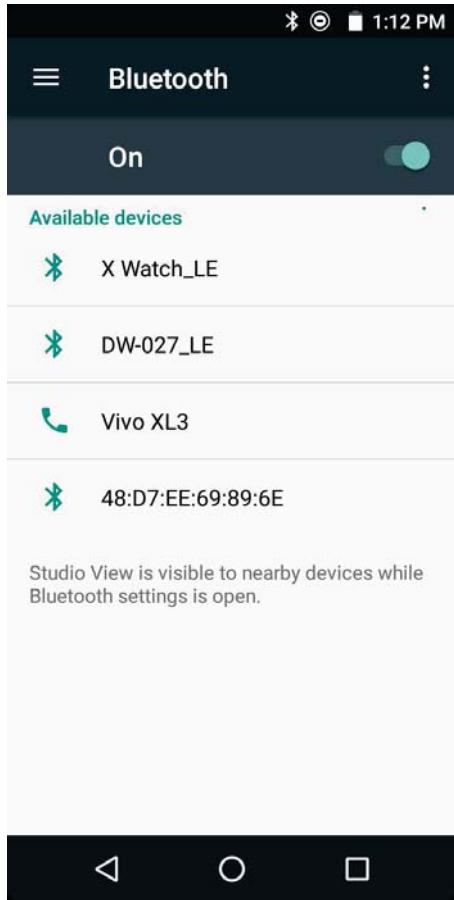 1:12 PM
Bluetooth
On
Available devices
X Watch_LE
DW-027_LE
Vivo XL3
48:D7:EE:69:89:6E
Studio View is visible to nearby devices while
Bluetooth settings is open.